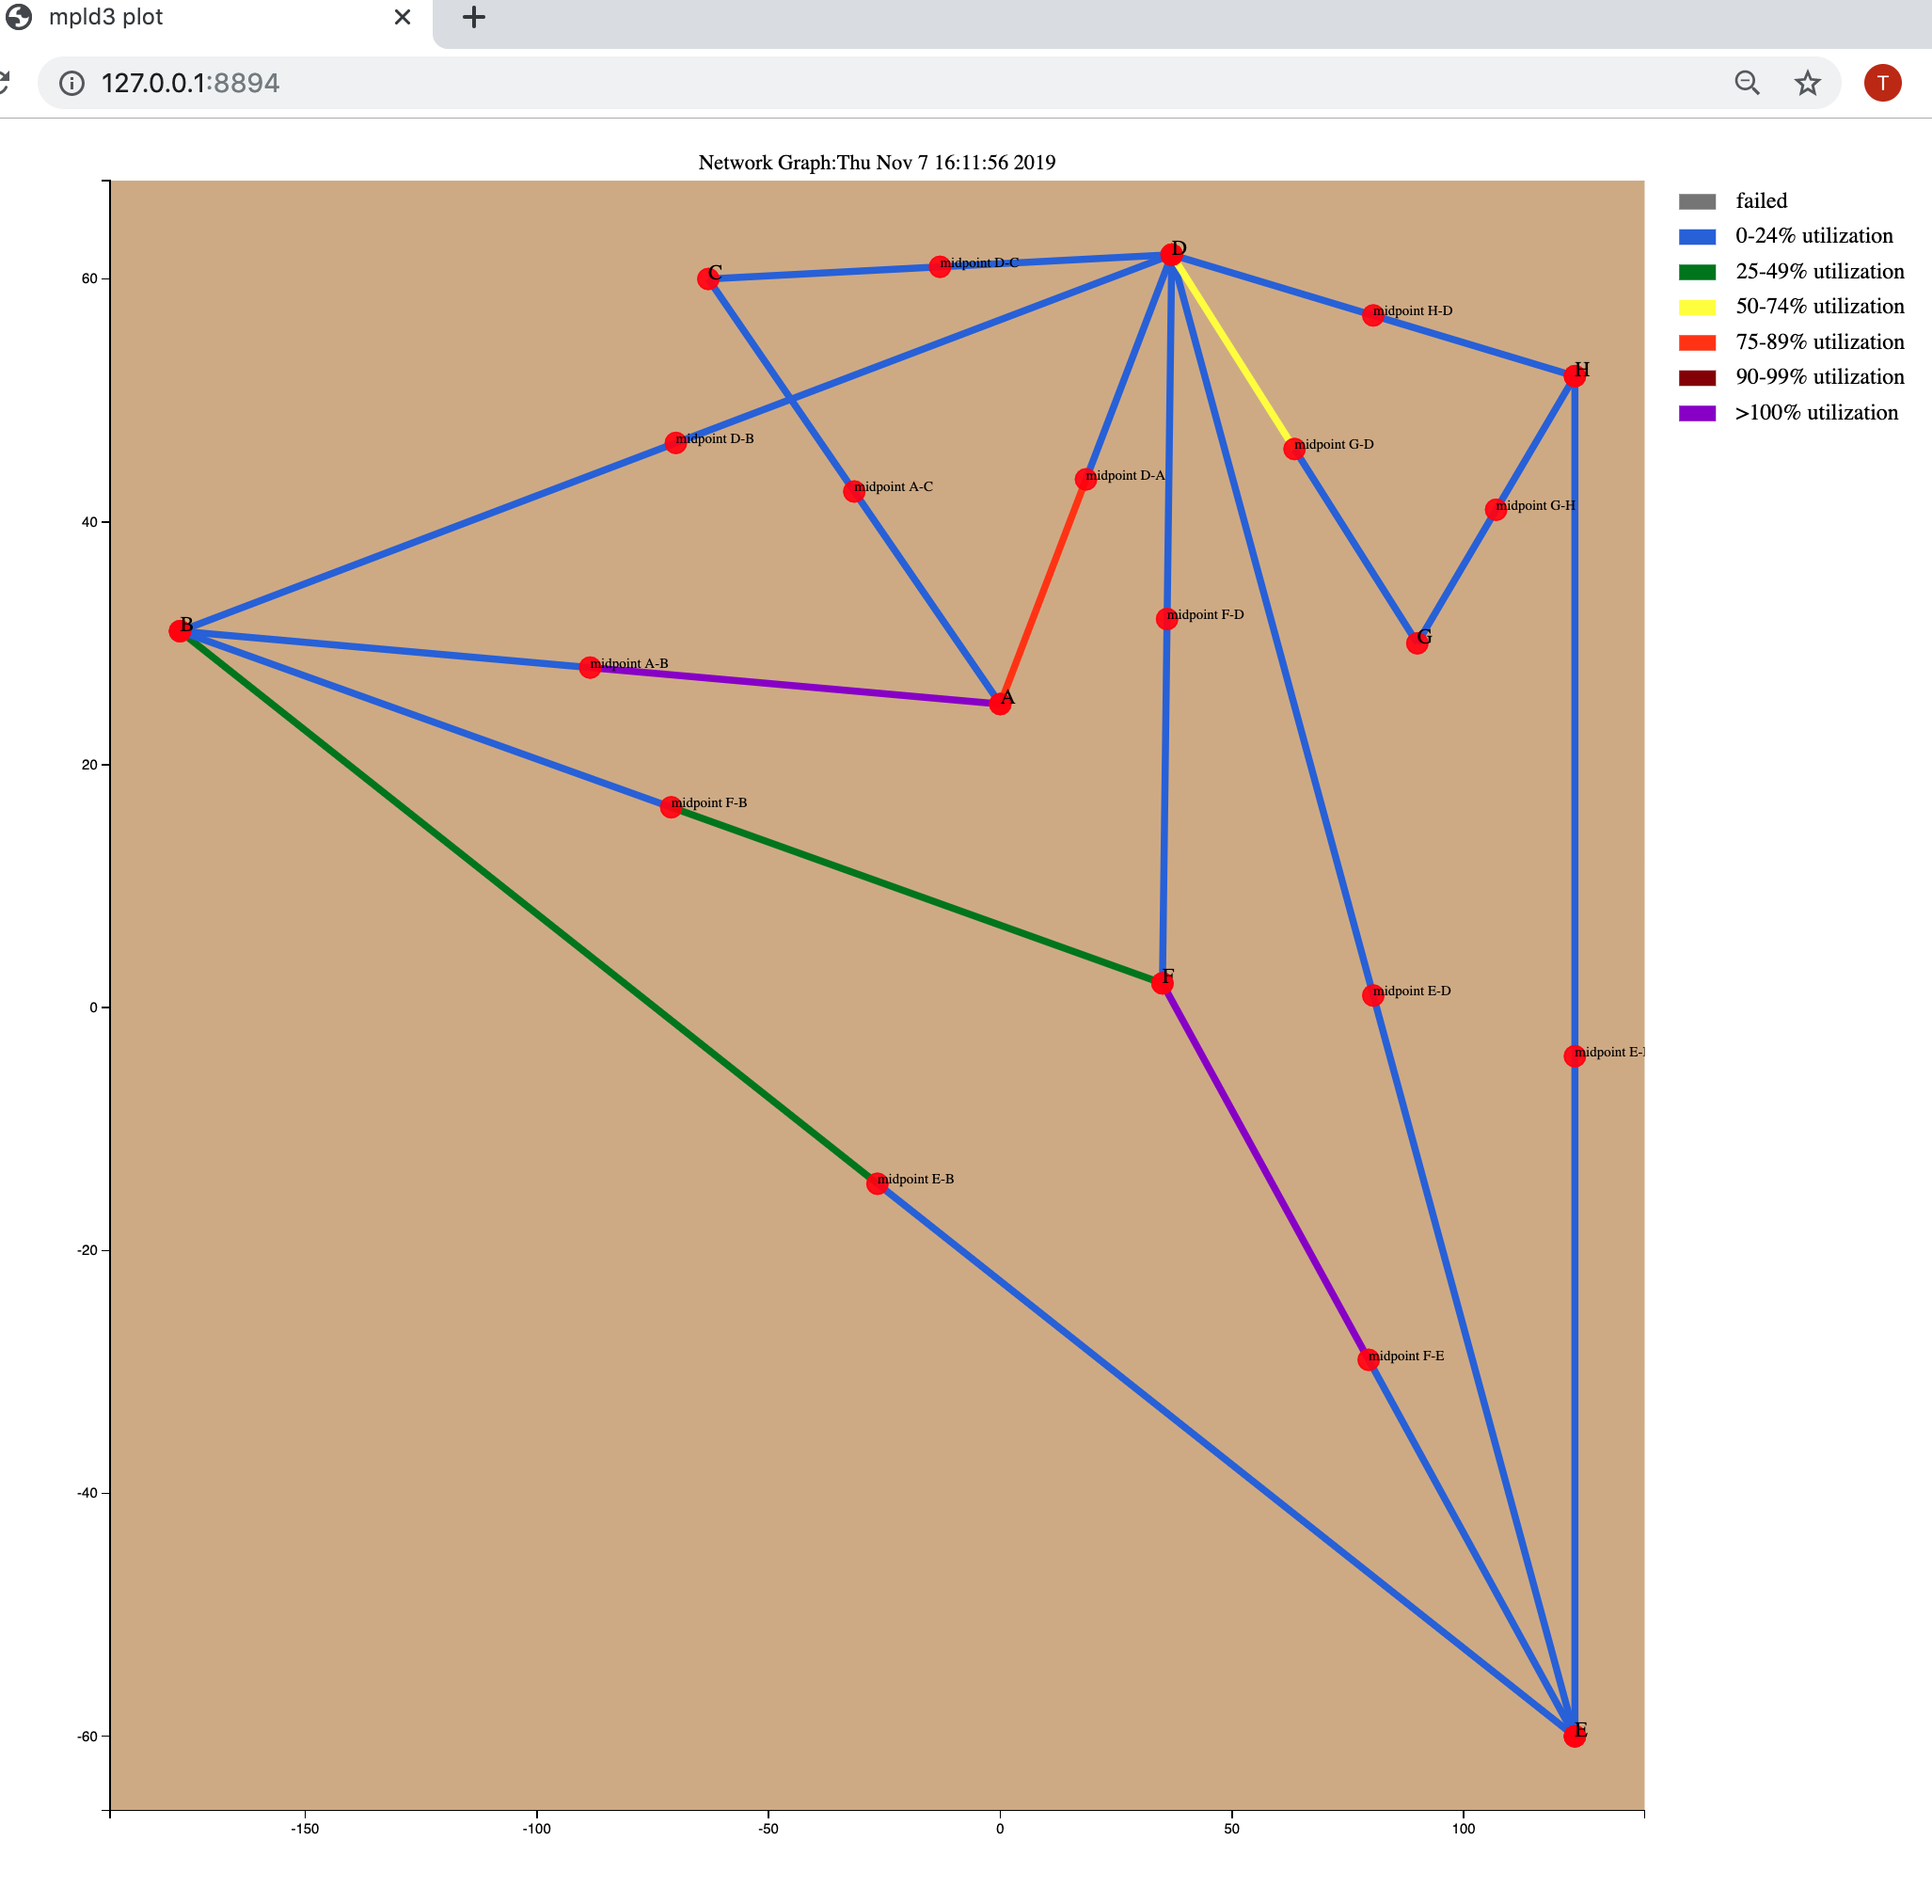 mpld3 plot
127.0.0.1:8894
T
Network Graph:Thu Nov 7 16:11:56 2019
failed
0-24% utilization
25-49% utilization
50-74% utilization
75-89% utilization
90-99% utilization
>100% utilization
D
midpoint D-C
C
60
midpoint H-D
H
midpoint D-B
midpoint G-D
midpoint D-A
midpoint A-C
midpoint G-H
40
midpoint F-D
B
G
midpoint A-B
A
20
midpoint F-B
F
midpoint E-D
0
midpoint E-
midpoint E-B
-20
midpoint F-E
-40
E
-60
-150
-100
-50
0
50
100